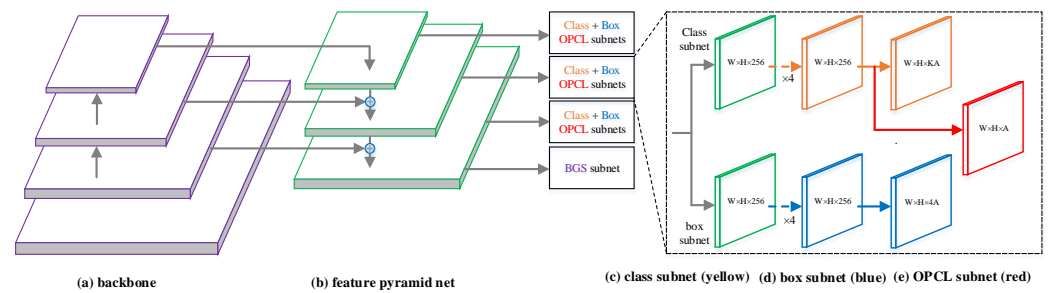 Class + Box
OPCL subnets
Class + Box
OPCL subnets
Class + Box
OPCL subnets
BGS subnet
Class
subnet
W×H×256
×4
W×H×256
W×H×KA
W×H×A
W×H×256
×4
W×H×256
W×H×4A
box
subnet
(a) backbone
(b) feature pyramid net
(c) class subnet (yellow)
(d) box subnet (blue)
(e) OPCL subnet (red)